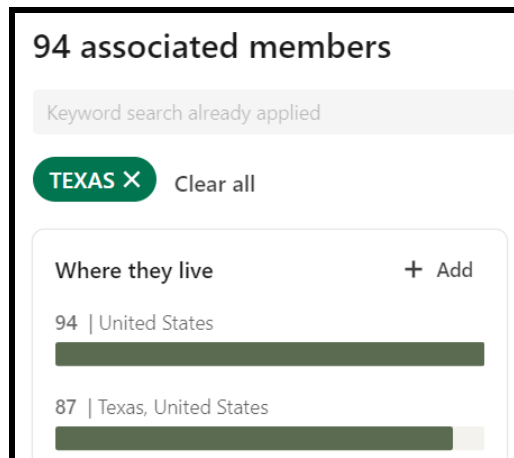 94 associated members
Keyword search already applied
TEXAS ✕ Clear all
Where they live + Add
94 | United States
87 | Texas, United States